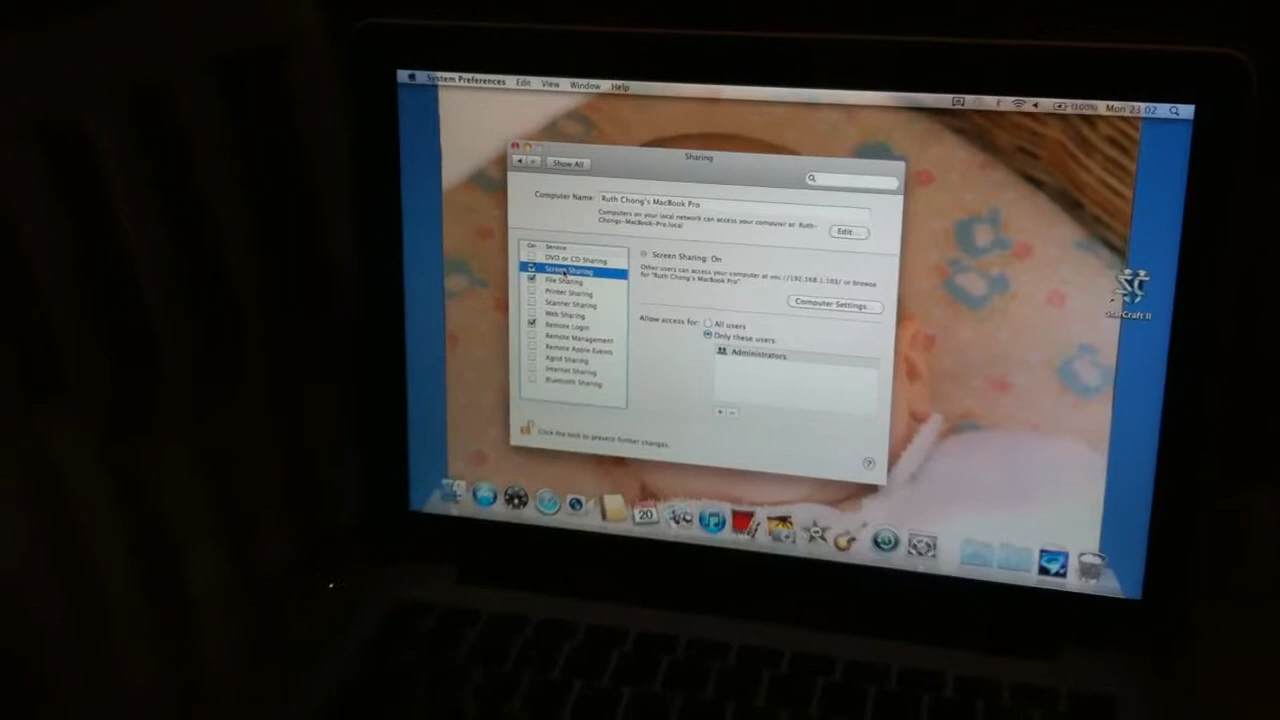 System Preferences Edit View Window Help
(100%) Mon 23:02
Sharing
Show All
Computer Name: Ruth Chong's MacBook Pro
Computers on your local network can access your computer at: Ruth-
Chongs-MacBook-Pro.local
Edit...
On Service
DVD or CD Sharing
Screen Sharing
File Sharing
Printer Sharing
Scanner Sharing
Web Sharing
Remote Login
Remote Management
Remote Apple Events
Xgrid Sharing
Internet Sharing
Bluetooth Sharing
Screen Sharing: On
Other users can access your computer at vnc://192.168.1.103/ or browse
for "Ruth Chong's MacBook Pro".
Computer Settings...
Allow access for: All users
Only these users:
Administrators
Click the lock to prevent further changes.
?
StarCraft II
20